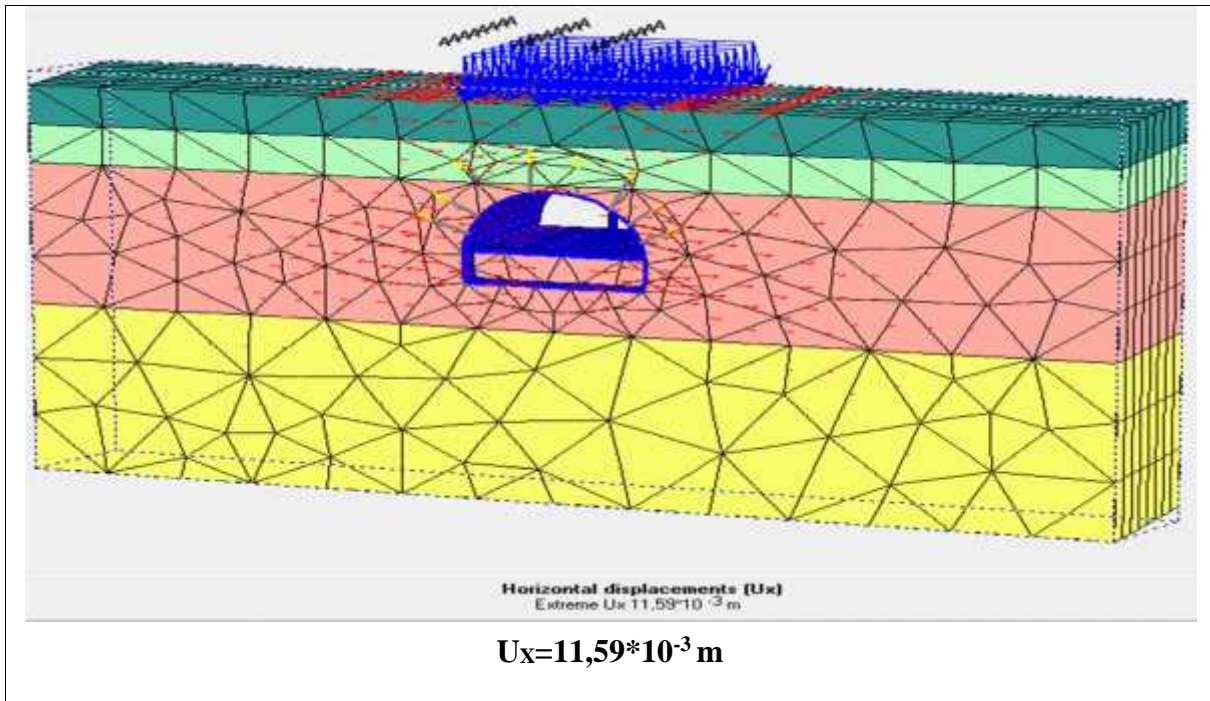 Horizontal displacements (Ux)
Extreme Ux 11,59*10 -3 m
UX=11,59*10-3 m